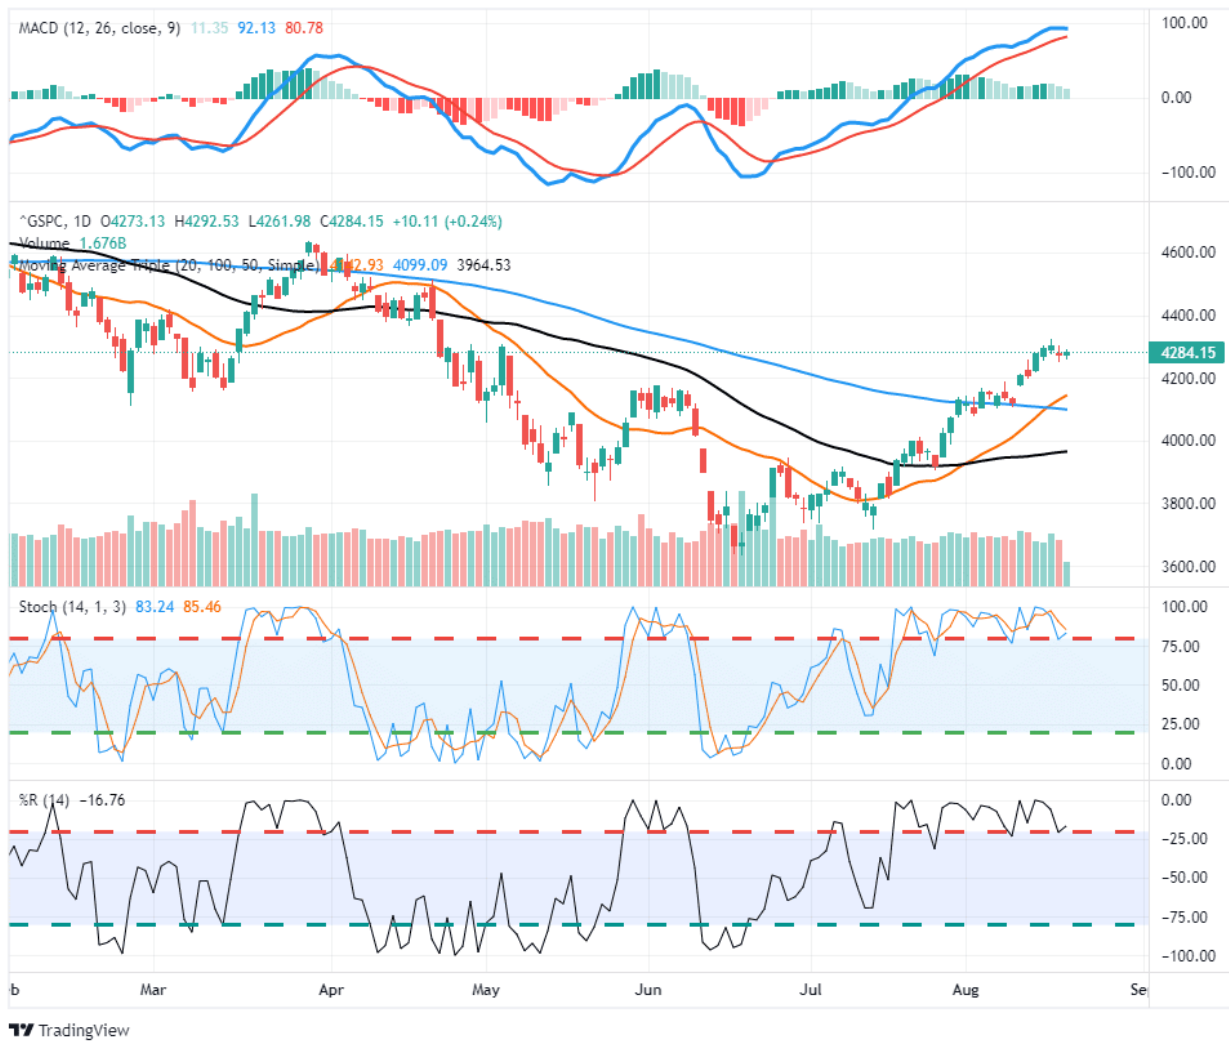 MACD (12, 26, close, 9) 11.35 92.13 80.78
100.00
0.00
−100.00
^GSPC, 1D O4273.13 H4292.53 L4261.98 C4284.15 +10.11 (+0.24%)
Volume 1.676B
Moving Average Triple (20, 100, 50, Simple) 4099.09 3964.53
4600.00
4400.00
4284.15
4200.00
4000.00
3800.00
3600.00
Stoch (14, 1, 3) 83.24 85.46
100.00
75.00
50.00
25.00
0.00
%R (14) −16.76
0.00
−25.00
−50.00
−75.00
−100.00
Mar Apr May Jun Jul Aug
TradingView